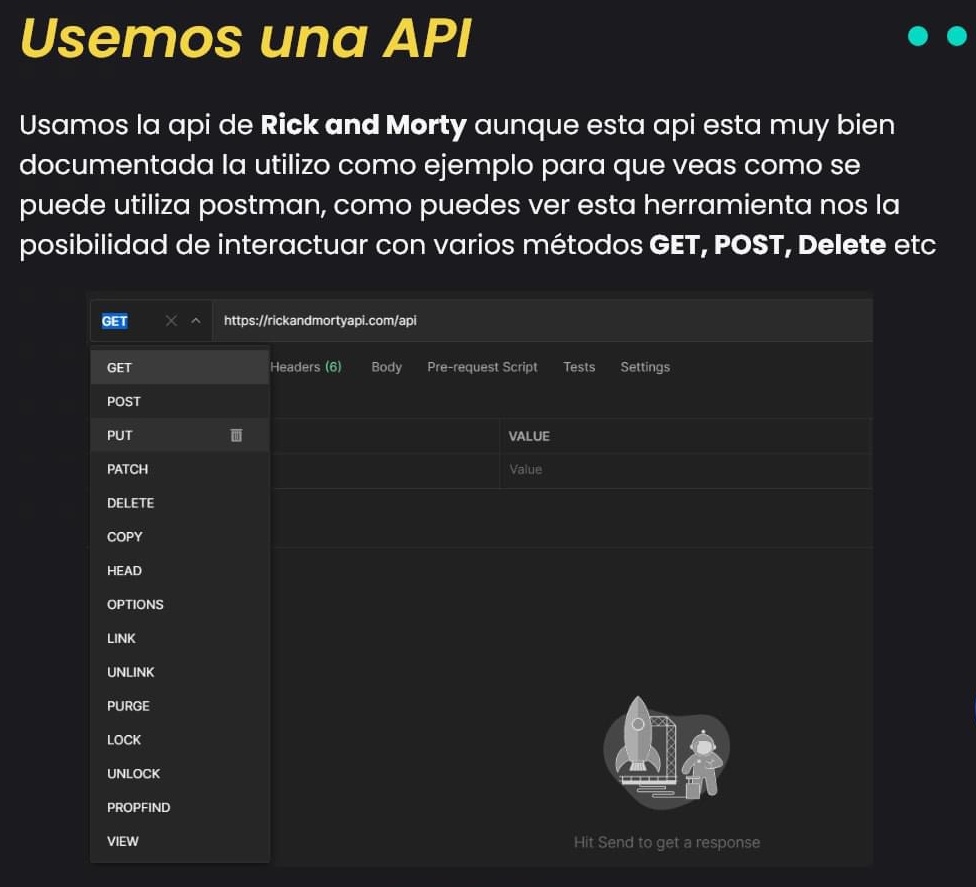 Usemos una API
Usamos la api de Rick and Morty aunque esta api esta muy bien
documentada la utilizo como ejemplo para que veas como se
puede utiliza postman, como puedes ver esta herramienta nos la
posibilidad de interactuar con varios métodos GET, POST, Delete etc
GET https://rickandmortyapi.com/api
Headers (6) Body Pre-request Script Tests Settings
GET
POST
PUT
PATCH
DELETE
COPY
HEAD
OPTIONS
LINK
UNLINK
PURGE
LOCK
UNLOCK
PROPFIND
VIEW
VALUE
Value
Hit Send to get a response